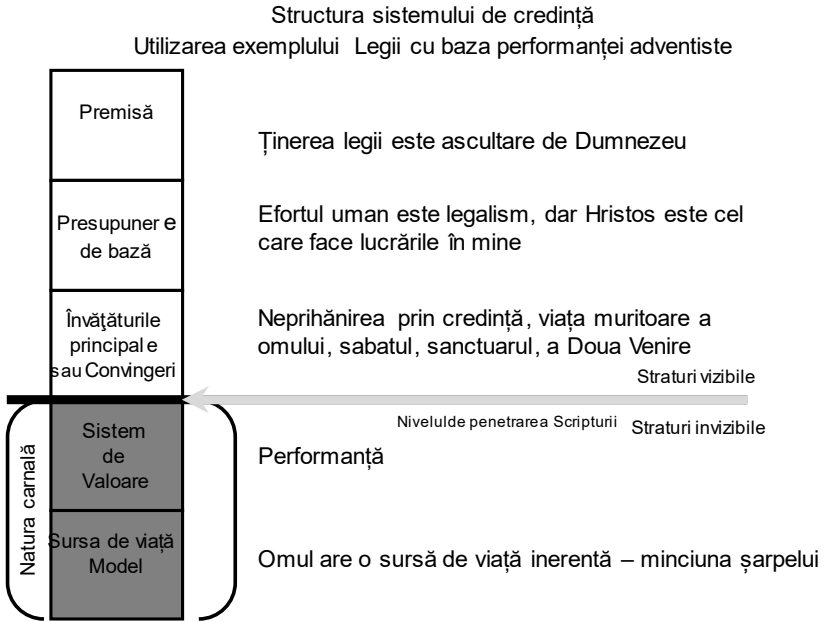 Structura sistemului de credință
Utilizarea exemplului Legii cu baza performanței adventiste
Premisă
Ținerea legii este ascultare de Dumnezeu
Presupuner e
de bază
Efortul uman este legalism, dar Hristos este cel
care face lucrările în mine
Învăţăturile
principal e
sau Convingeri
Neprihănirea prin credință, viața muritoare a
omului, sabatul, sanctuarul, a Doua Venire
Straturi vizibile
Nivelulde penetrarea Scripturii
Straturi invizibile
Natura carnală
Sistem
de
Valoare
Performanță
Sursa de viață
Model
Omul are o sursă de viață inerentă – minciuna șarpelui